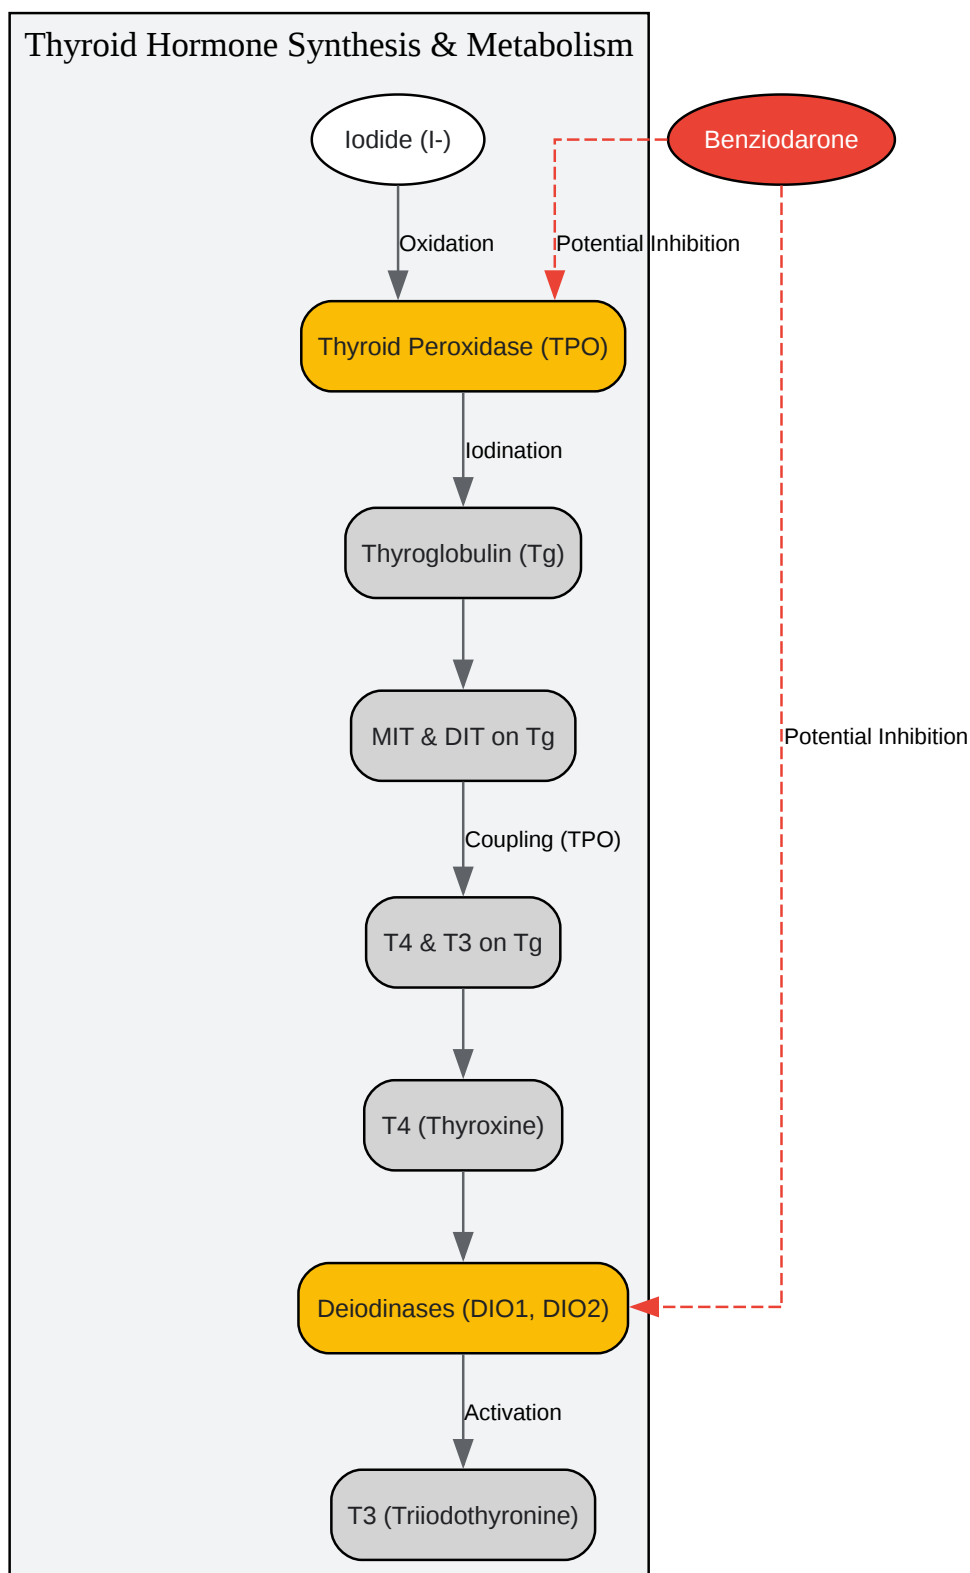 Thyroid Hormone Synthesis & Metabolism
Iodide (I-)
Benziodarone
Oxidation
Potential Inhibition
Thyroid Peroxidase (TPO)
Iodination
Thyroglobulin (Tg)
MIT & DIT on Tg
Potential Inhibition
Coupling (TPO)
T4 & T3 on Tg
T4 (Thyroxine)
Deiodinases (DIO1, DIO2)
Activation
T3 (Triiodothyronine)